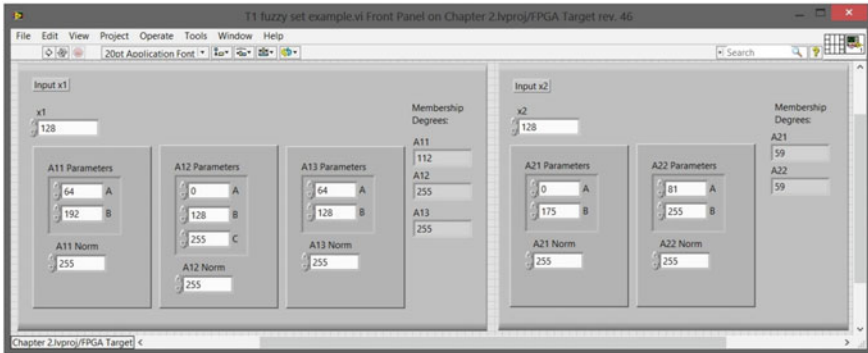 T1 fuzzy set example.vi Front Panel on Chapter 2.lvproj/FPGA Target rev. 46
File Edit View Project Operate Tools Window Help
20pt Application Font
Search
Input x1
x1
128
A11 Parameters
64 A
192 B
A11 Norm
255
A12 Parameters
0 A
128 B
255 C
A12 Norm
255
A13 Parameters
64 A
128 B
A13 Norm
255
Membership
Degrees:
A11
112
A12
255
A13
255
Input x2
x2
128
A21 Parameters
0 A
175 B
A21 Norm
255
A22 Parameters
81 A
255 B
A22 Norm
255
Membership
Degrees:
A21
59
A22
59
Chapter 2.lvproj/FPGA Target